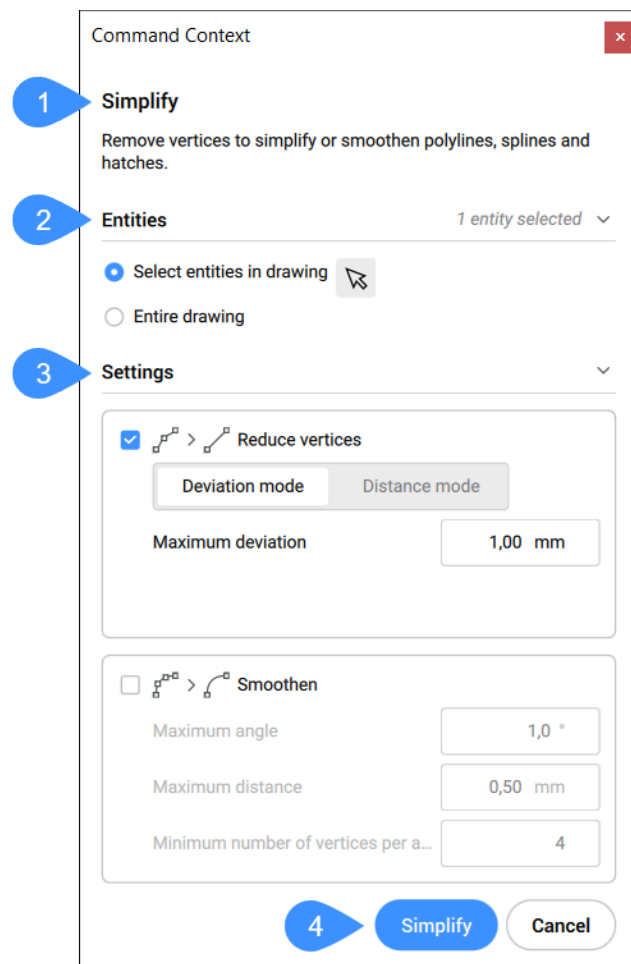 Command Context
×
1
Simplify
Remove vertices to simplify or smoothen polylines, splines and
hatches.
2
Entities 1 entity selected
Select entities in drawing
Entire drawing
3
Settings
> Reduce vertices
Deviation mode Distance mode
Maximum deviation 1,00 mm
> Smoothen
Maximum angle 1,0 °
Maximum distance 0,50 mm
Minimum number of vertices per a... 4
4
Simplify Cancel